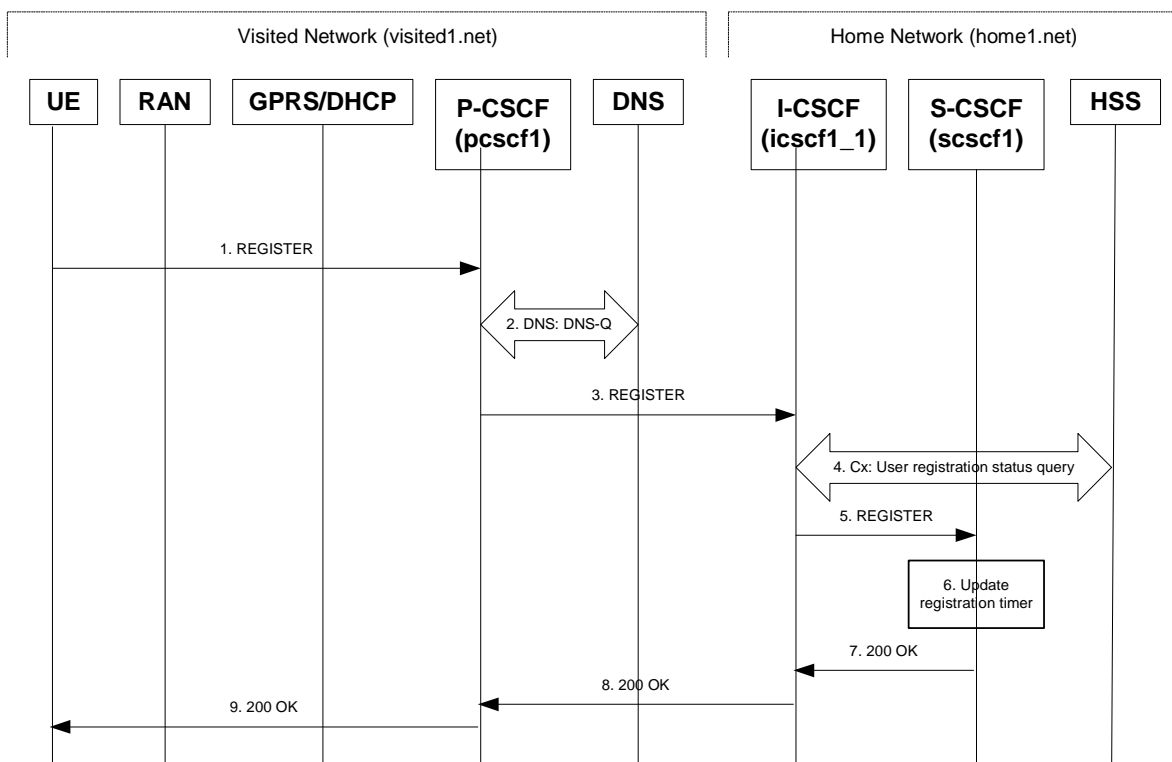 Visited Network (visited1.net)
Home Network (home1.net)
UE
RAN
GPRS/DHCP
P-CSCF
(pcscf1)
DNS
I-CSCF
(icscf1_1)
S-CSCF
(scscf1)
HSS
1. REGISTER
2. DNS: DNS-Q
3. REGISTER
4. Cx: User registration status query
5. REGISTER
6. Update
registration timer
7. 200 OK
8. 200 OK
9. 200 OK